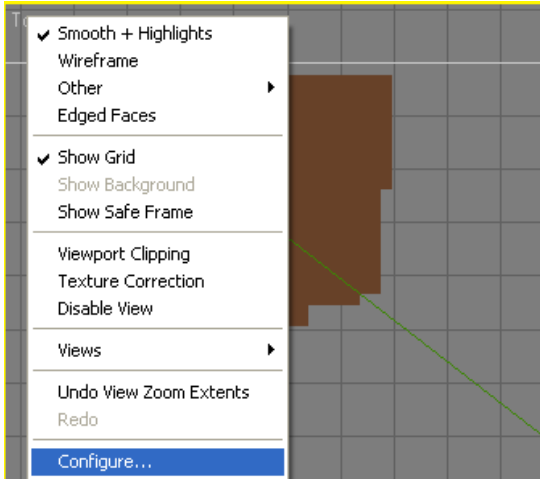 Smooth + Highlights
Wireframe
Other
Edged Faces
Show Grid
Show Background
Show Safe Frame
Viewport Clipping
Texture Correction
Disable View
Views
Undo View Zoom Extents
Redo
Configure...